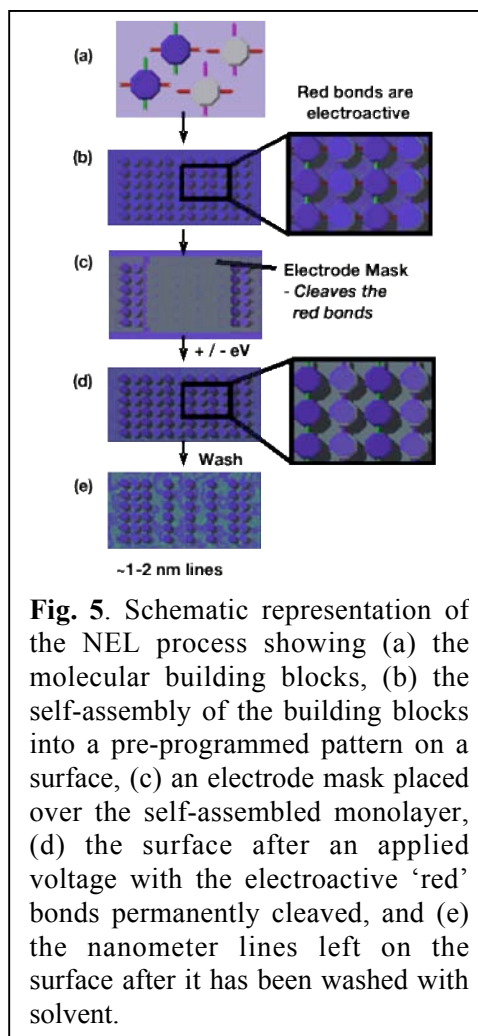 (a)
Red bonds are
electroactive
(b)
(c)
Electrode Mask
- Cleaves the
red bonds
+ / - eV
(d)
Wash
(e)
~1-2 nm lines
Fig. 5. Schematic representation of
the NEL process showing (a) the
molecular building blocks, (b) the
self-assembly of the building blocks
into a pre-programmed pattern on a
surface, (c) an electrode mask placed
over the self-assembled monolayer,
(d) the surface after an applied
voltage with the electroactive ‘red’
bonds permanently cleaved, and (e)
the nanometer lines left on the
surface after it has been washed with
solvent.